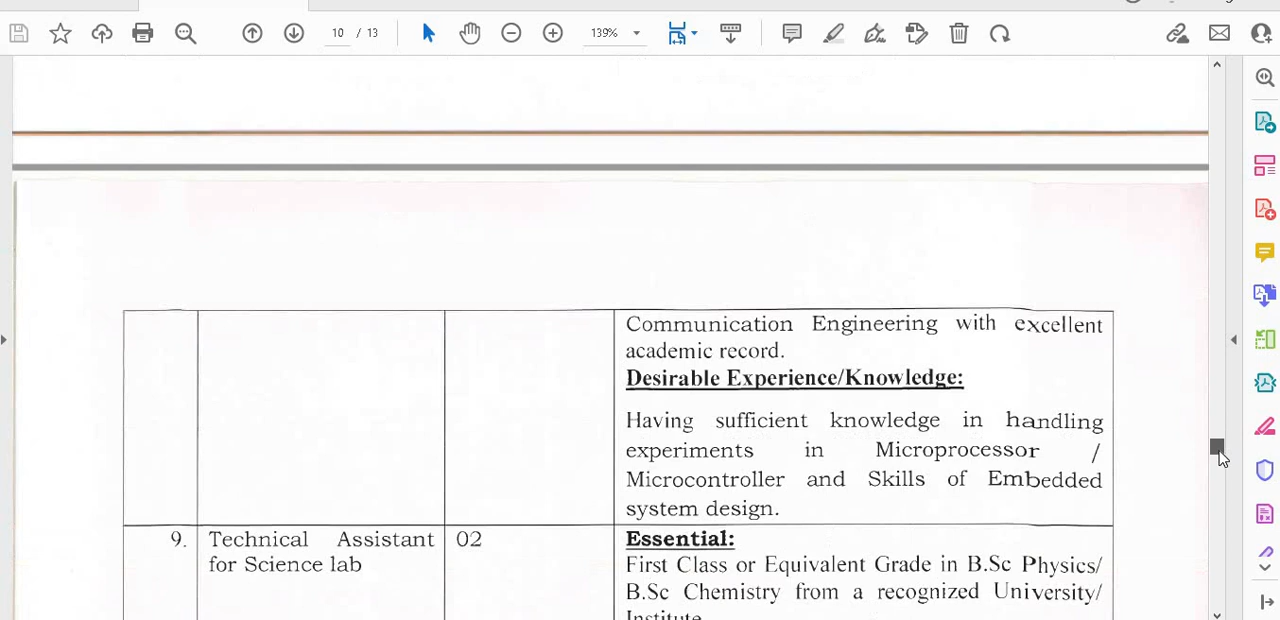 10 / 13
139%
Communication Engineering with excellent
academic record.
Desirable Experience/Knowledge:
Having sufficient knowledge in handling
experiments in Microprocessor /
Microcontroller and Skills of Embedded
system design.
9. Technical Assistant 02 Essential:
for Science lab First Class or Equivalent Grade in B.Sc Physics/
B.Sc Chemistry from a recognized University/
Institute